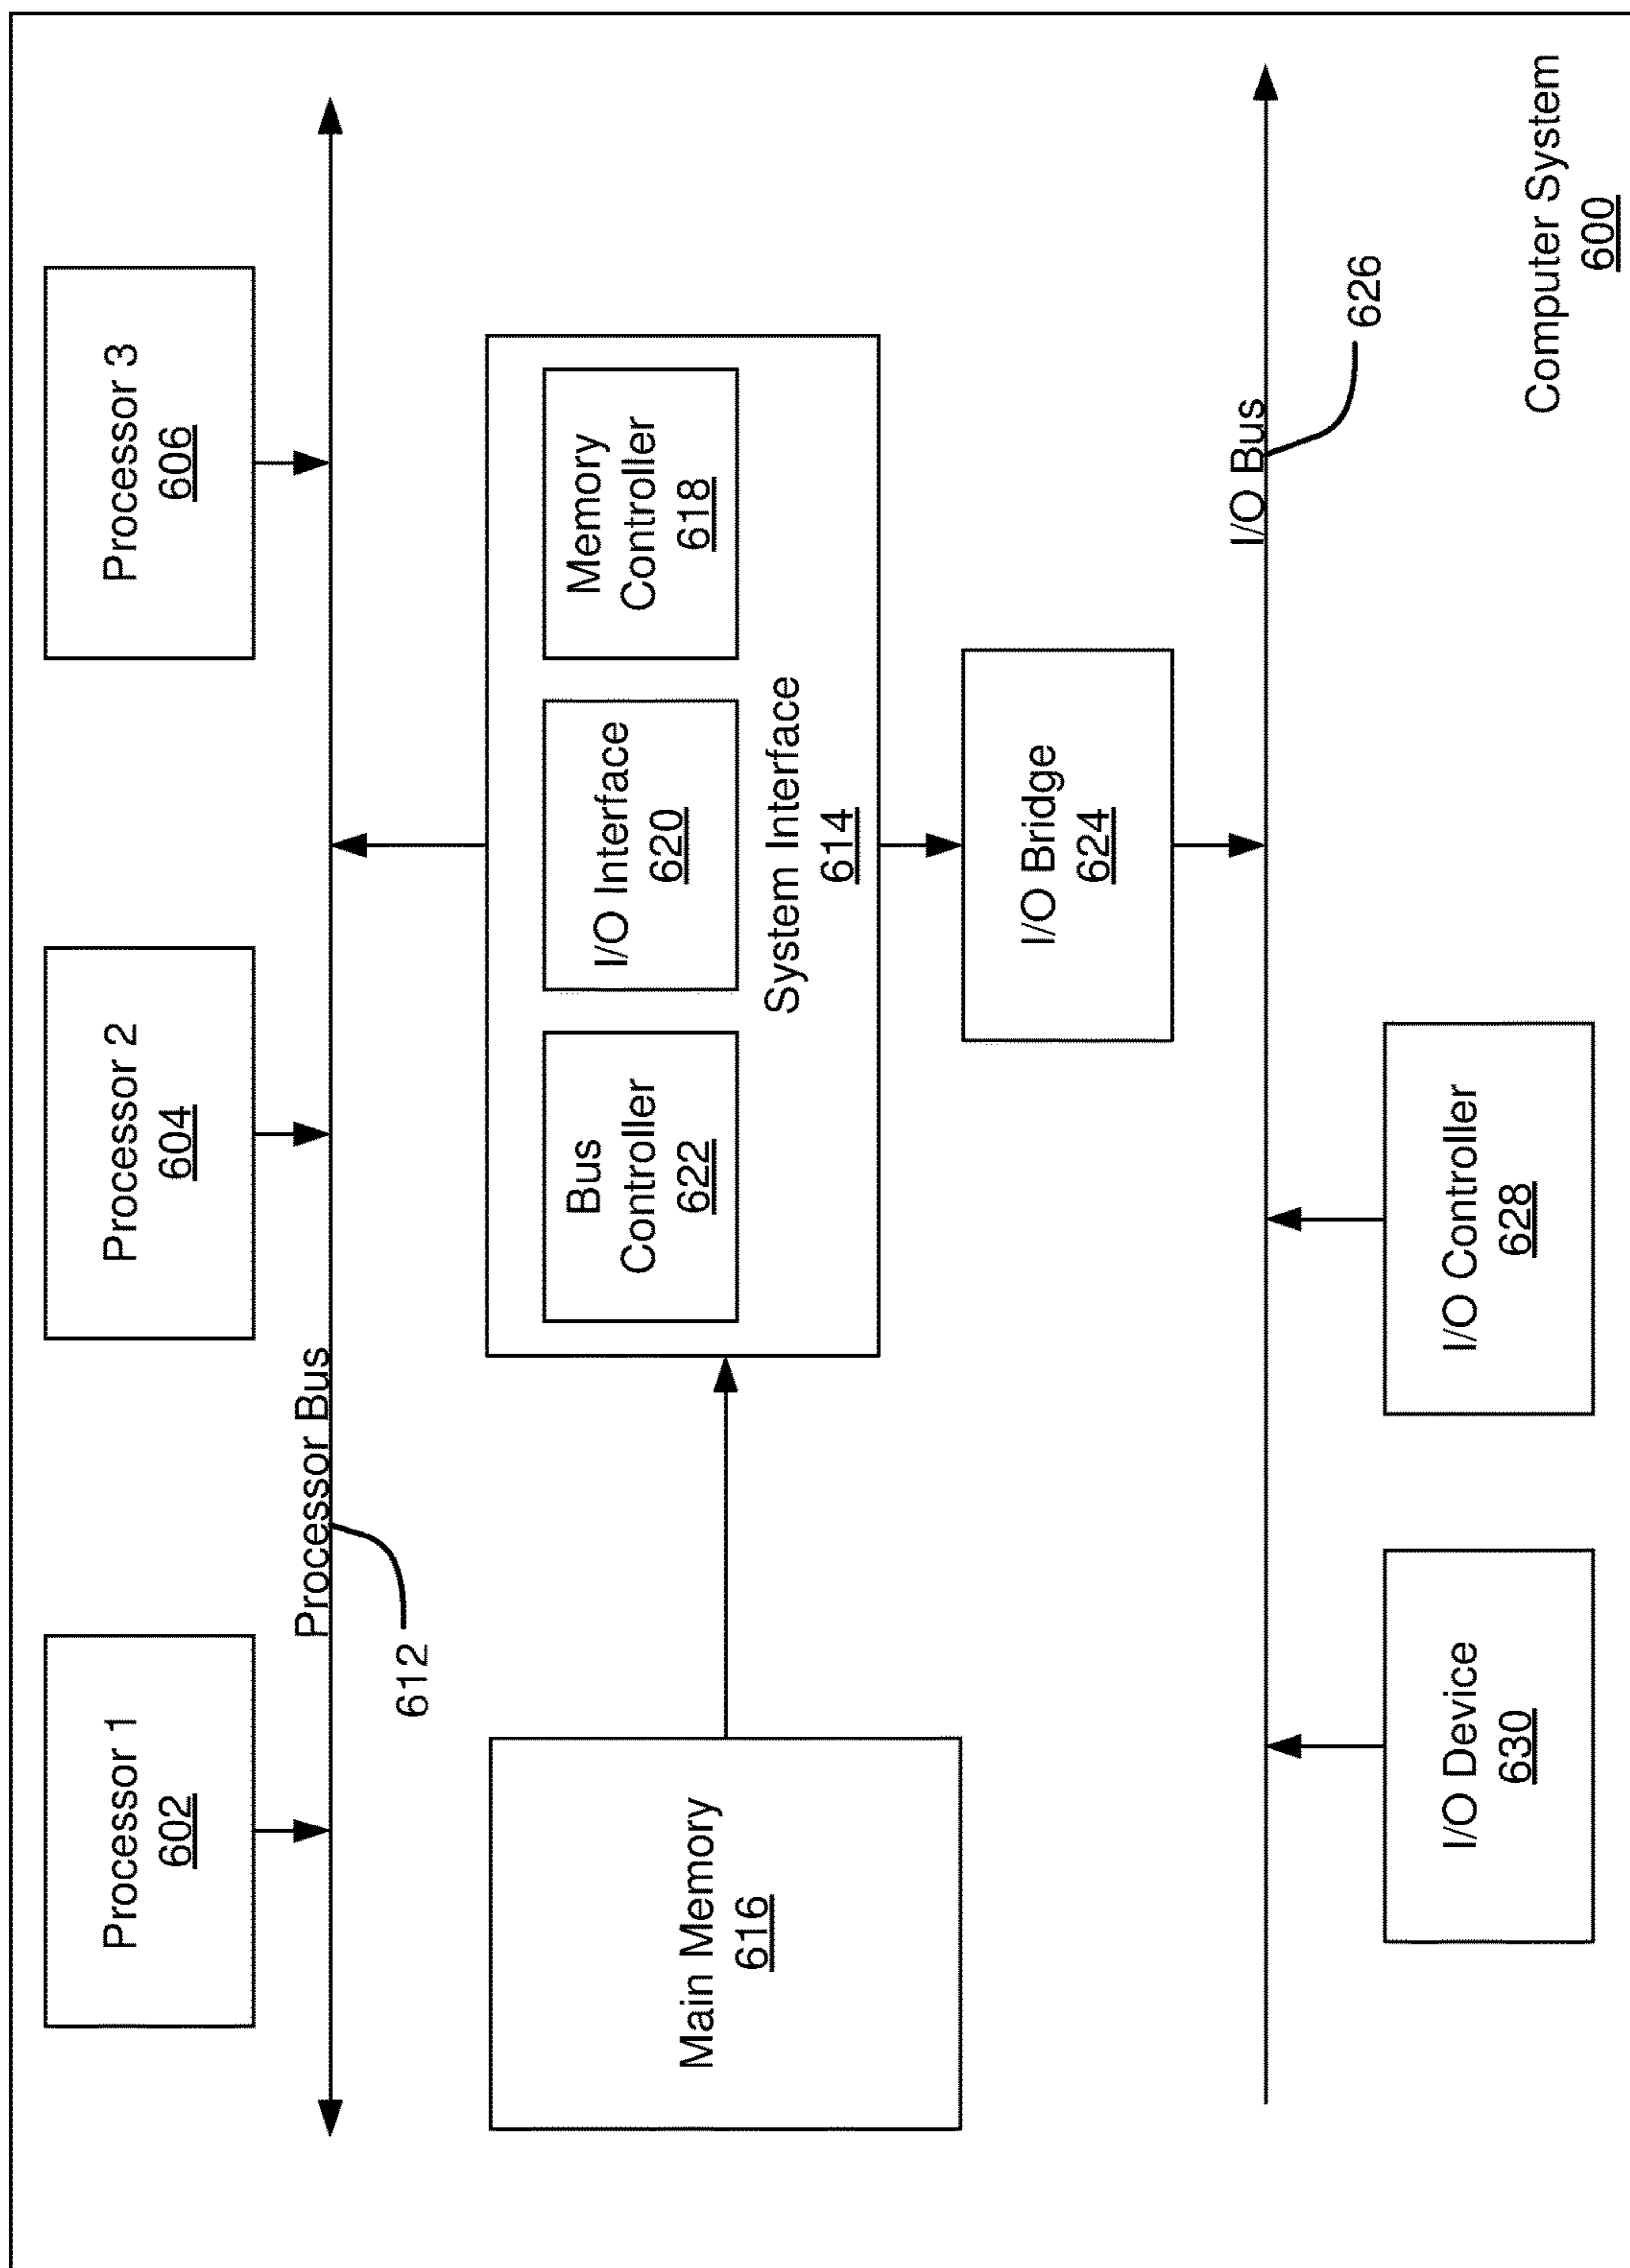 Processor 1
602
Processor 2
604
Processor 3
606
Processor Bus
612
Main Memory
616
Bus
Controller
622
I/O Interface
620
Memory
Controller
618
System Interface
614
I/O Bridge
624
I/O Bus
626
I/O Device
630
I/O Controller
628
Computer System
600